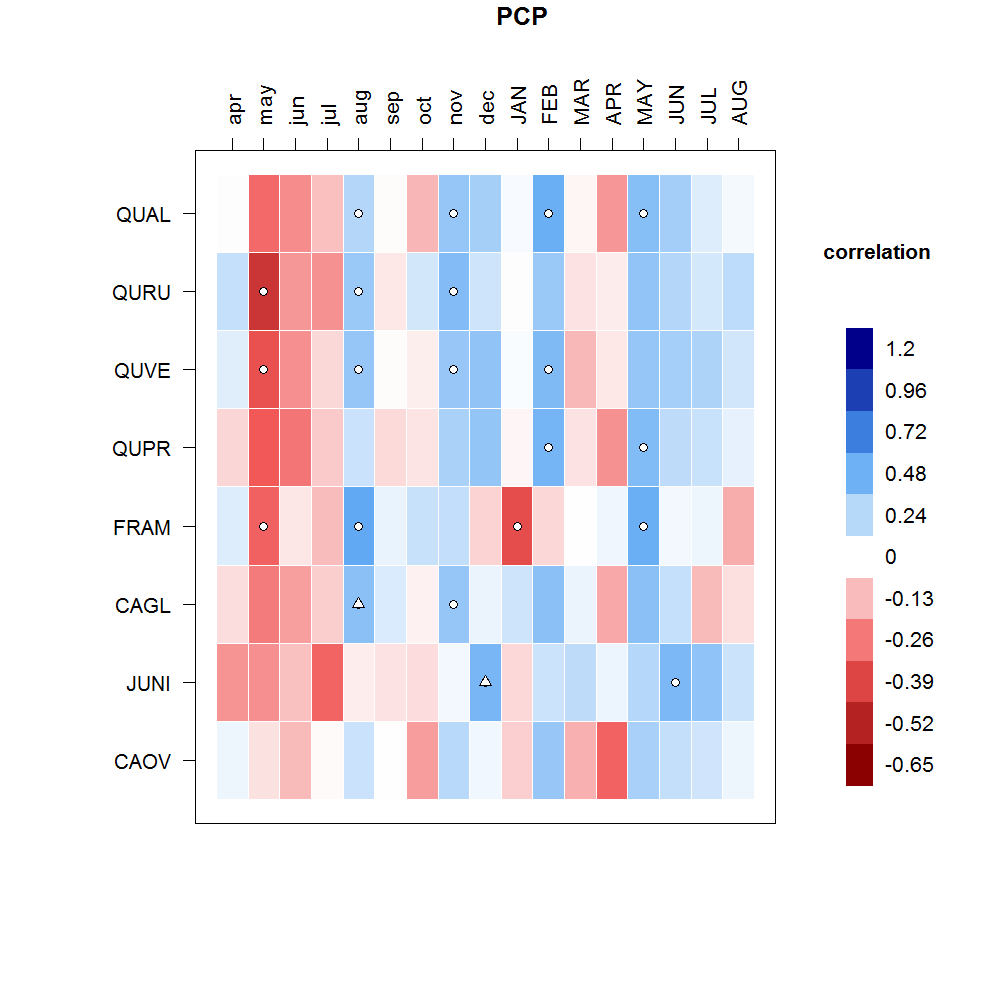 PCP
apr may jun jul aug sep oct nov dec JAN FEB MAR APR MAY JUN JUL AUG
QUAL
QURU
QUVE
QUPR
FRAM
CAGL
JUNI
CAOV
correlation
1.2
0.96
0.72
0.48
0.24
0
-0.13
-0.26
-0.39
-0.52
-0.65